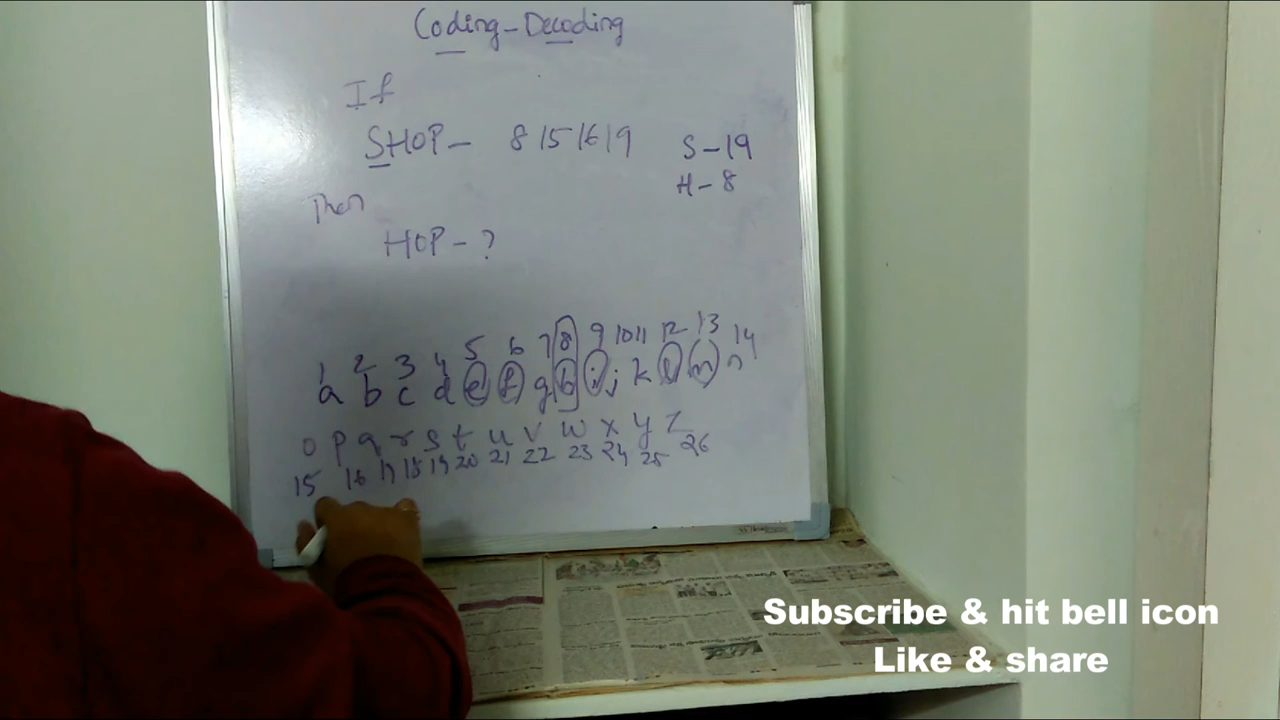 Coding-Decoding
If
SHOP- 8 15 16 19 S-19
H-8
Then
HOP-?
1 2 3 4 5 6 7 8 9 10 11 12 13 14
a b c d e f g h i j k l m n
o p q r s t u v w x y z
15 16 17 18 19 20 21 22 23 24 25 26
Subscribe & hit bell icon
Like & share